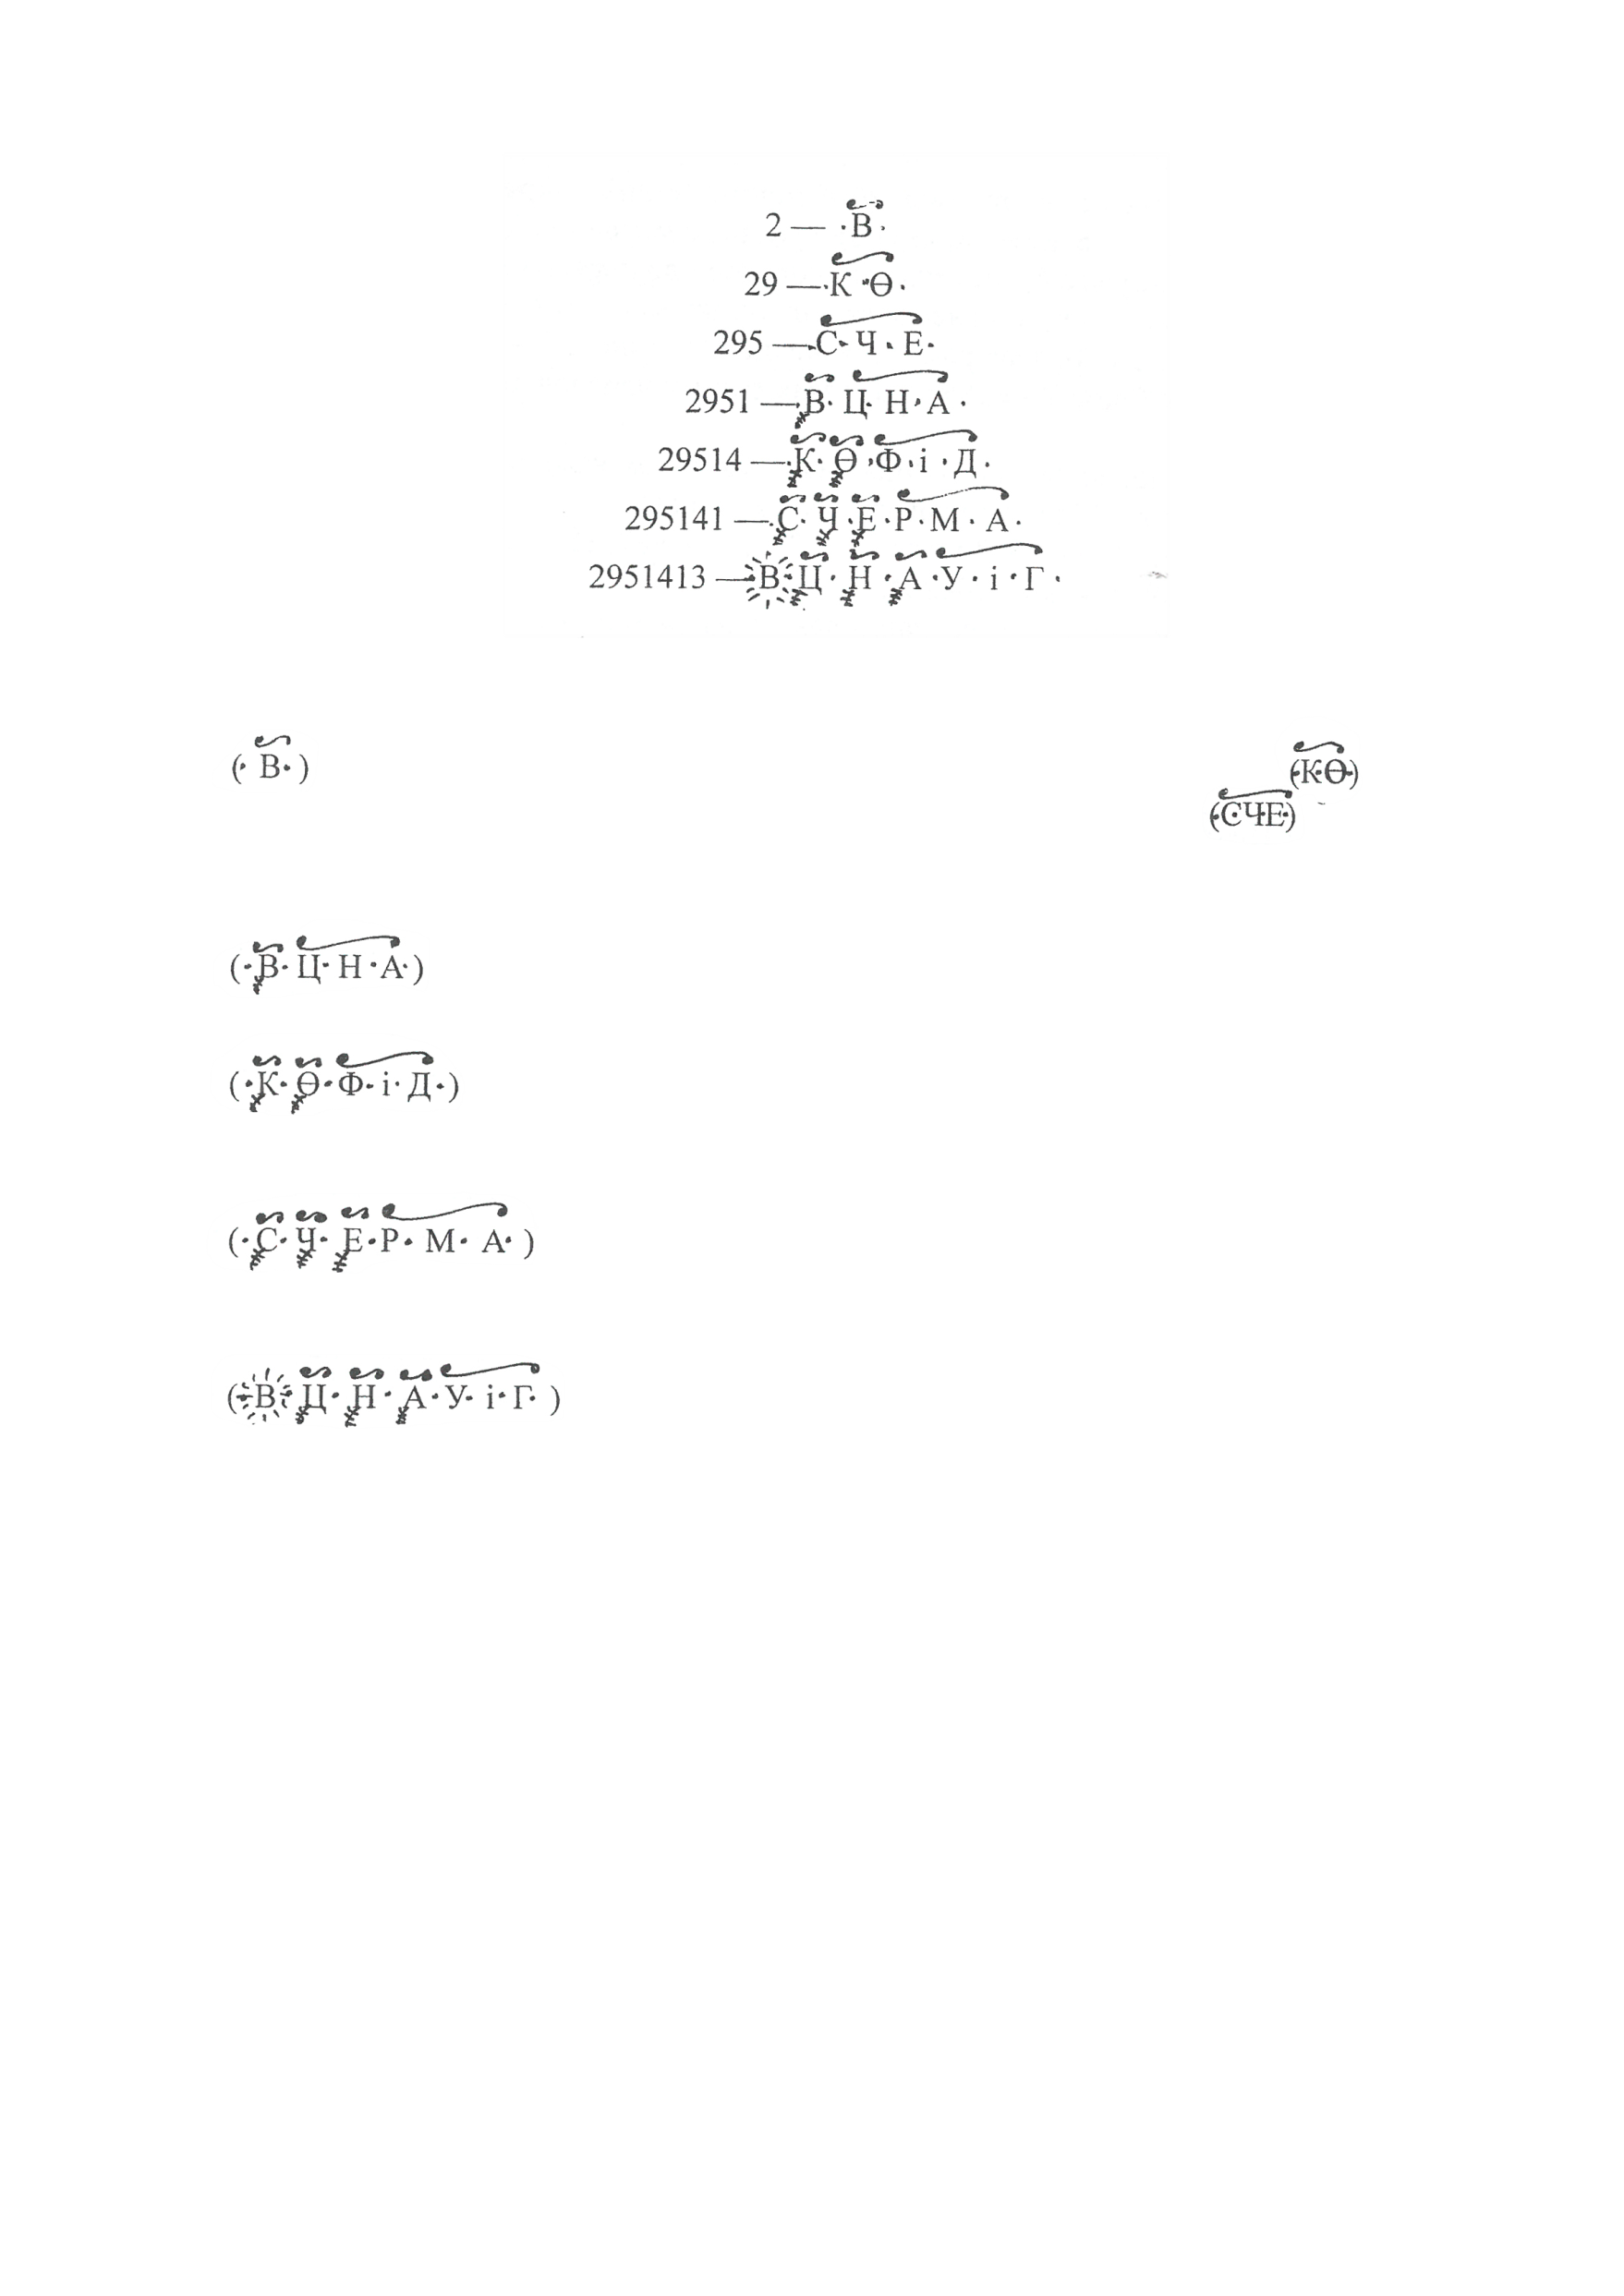 2 — ·В҃·
29 — ·К·Ѳ҃·
295 — ·С·Ч·Е҃·
2951 — ·҂В҃·Ц·Н·А҃·
29514 — ·҂К҃·҂Ѳ҃·Ф·і·Д҃·
295141 — ·҂С҃·҂Ч҃·҂Е҃·Р·М·А҃·
2951413 — ·В҈·҂Ц҃·҂Н҃·҂А҃·У·і·Г҃·
(·В҃·) (·К·Ѳ҃·)
(·С·Ч·Е҃·)
(·҂В҃·Ц·Н·А҃·)
(·҂К҃·҂Ѳ҃·Ф·і·Д҃·)
(·҂С҃·҂Ч҃·҂Е҃·Р·М·А҃·)
(·В҈·҂Ц҃·҂Н҃·҂А҃·У·і·Г҃·)